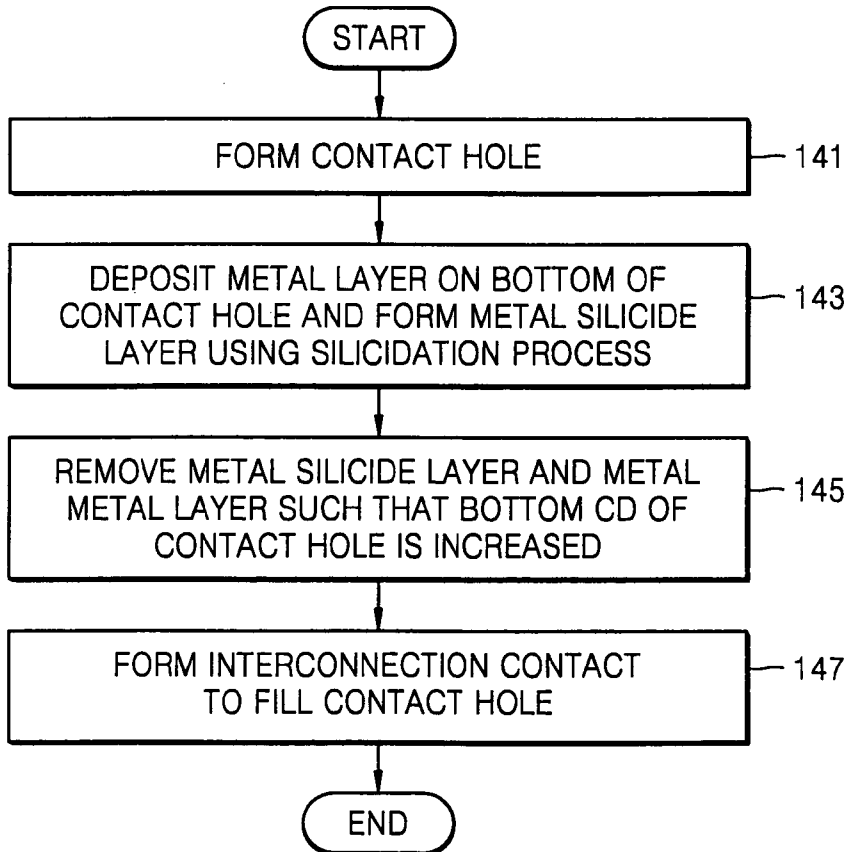 START
FORM CONTACT HOLE
141
DEPOSIT METAL LAYER ON BOTTOM OF
CONTACT HOLE AND FORM METAL SILICIDE
LAYER USING SILICIDATION PROCESS
143
REMOVE METAL SILICIDE LAYER AND METAL
METAL LAYER SUCH THAT BOTTOM CD OF
CONTACT HOLE IS INCREASED
145
FORM INTERCONNECTION CONTACT
TO FILL CONTACT HOLE
147
END